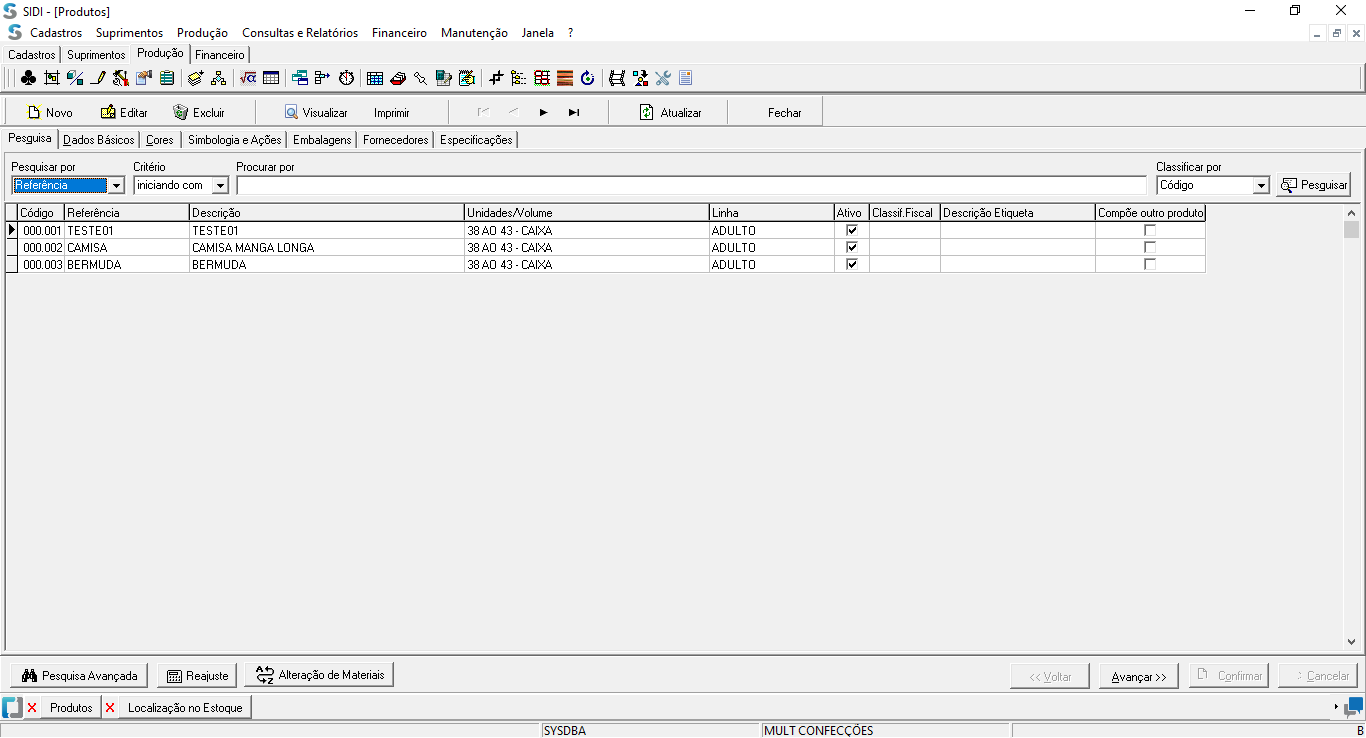 SIDI - [Produtos]
Cadastros Suprimentos Produção Consultas e Relatórios Financeiro Manutenção Janela ?
Cadastros Suprimentos Produção Financeiro
Novo Editar Excluir Visualizar Imprimir Atualizar Fechar
Pesquisa Dados Básicos Cores Simbologia e Ações Embalagens Fornecedores Especificações
Pesquisar por Critério Procurar por Classificar por
Referência iniciando com Código Pesquisar
Código Referência Descrição Unidades/Volume Linha Ativo Classif.Fiscal Descrição Etiqueta Compõe outro produto
000.001 TESTE01 TESTE01 38 AO 43 - CAIXA ADULTO
000.002 CAMISA CAMISA MANGA LONGA 38 AO 43 - CAIXA ADULTO
000.003 BERMUDA BERMUDA 38 AO 43 - CAIXA ADULTO
Pesquisa Avançada Reajuste Alteração de Materiais << Voltar Avançar >> Confirmar Cancelar
Produtos Localização no Estoque
SYSDBA MULT CONFECÇÕES B